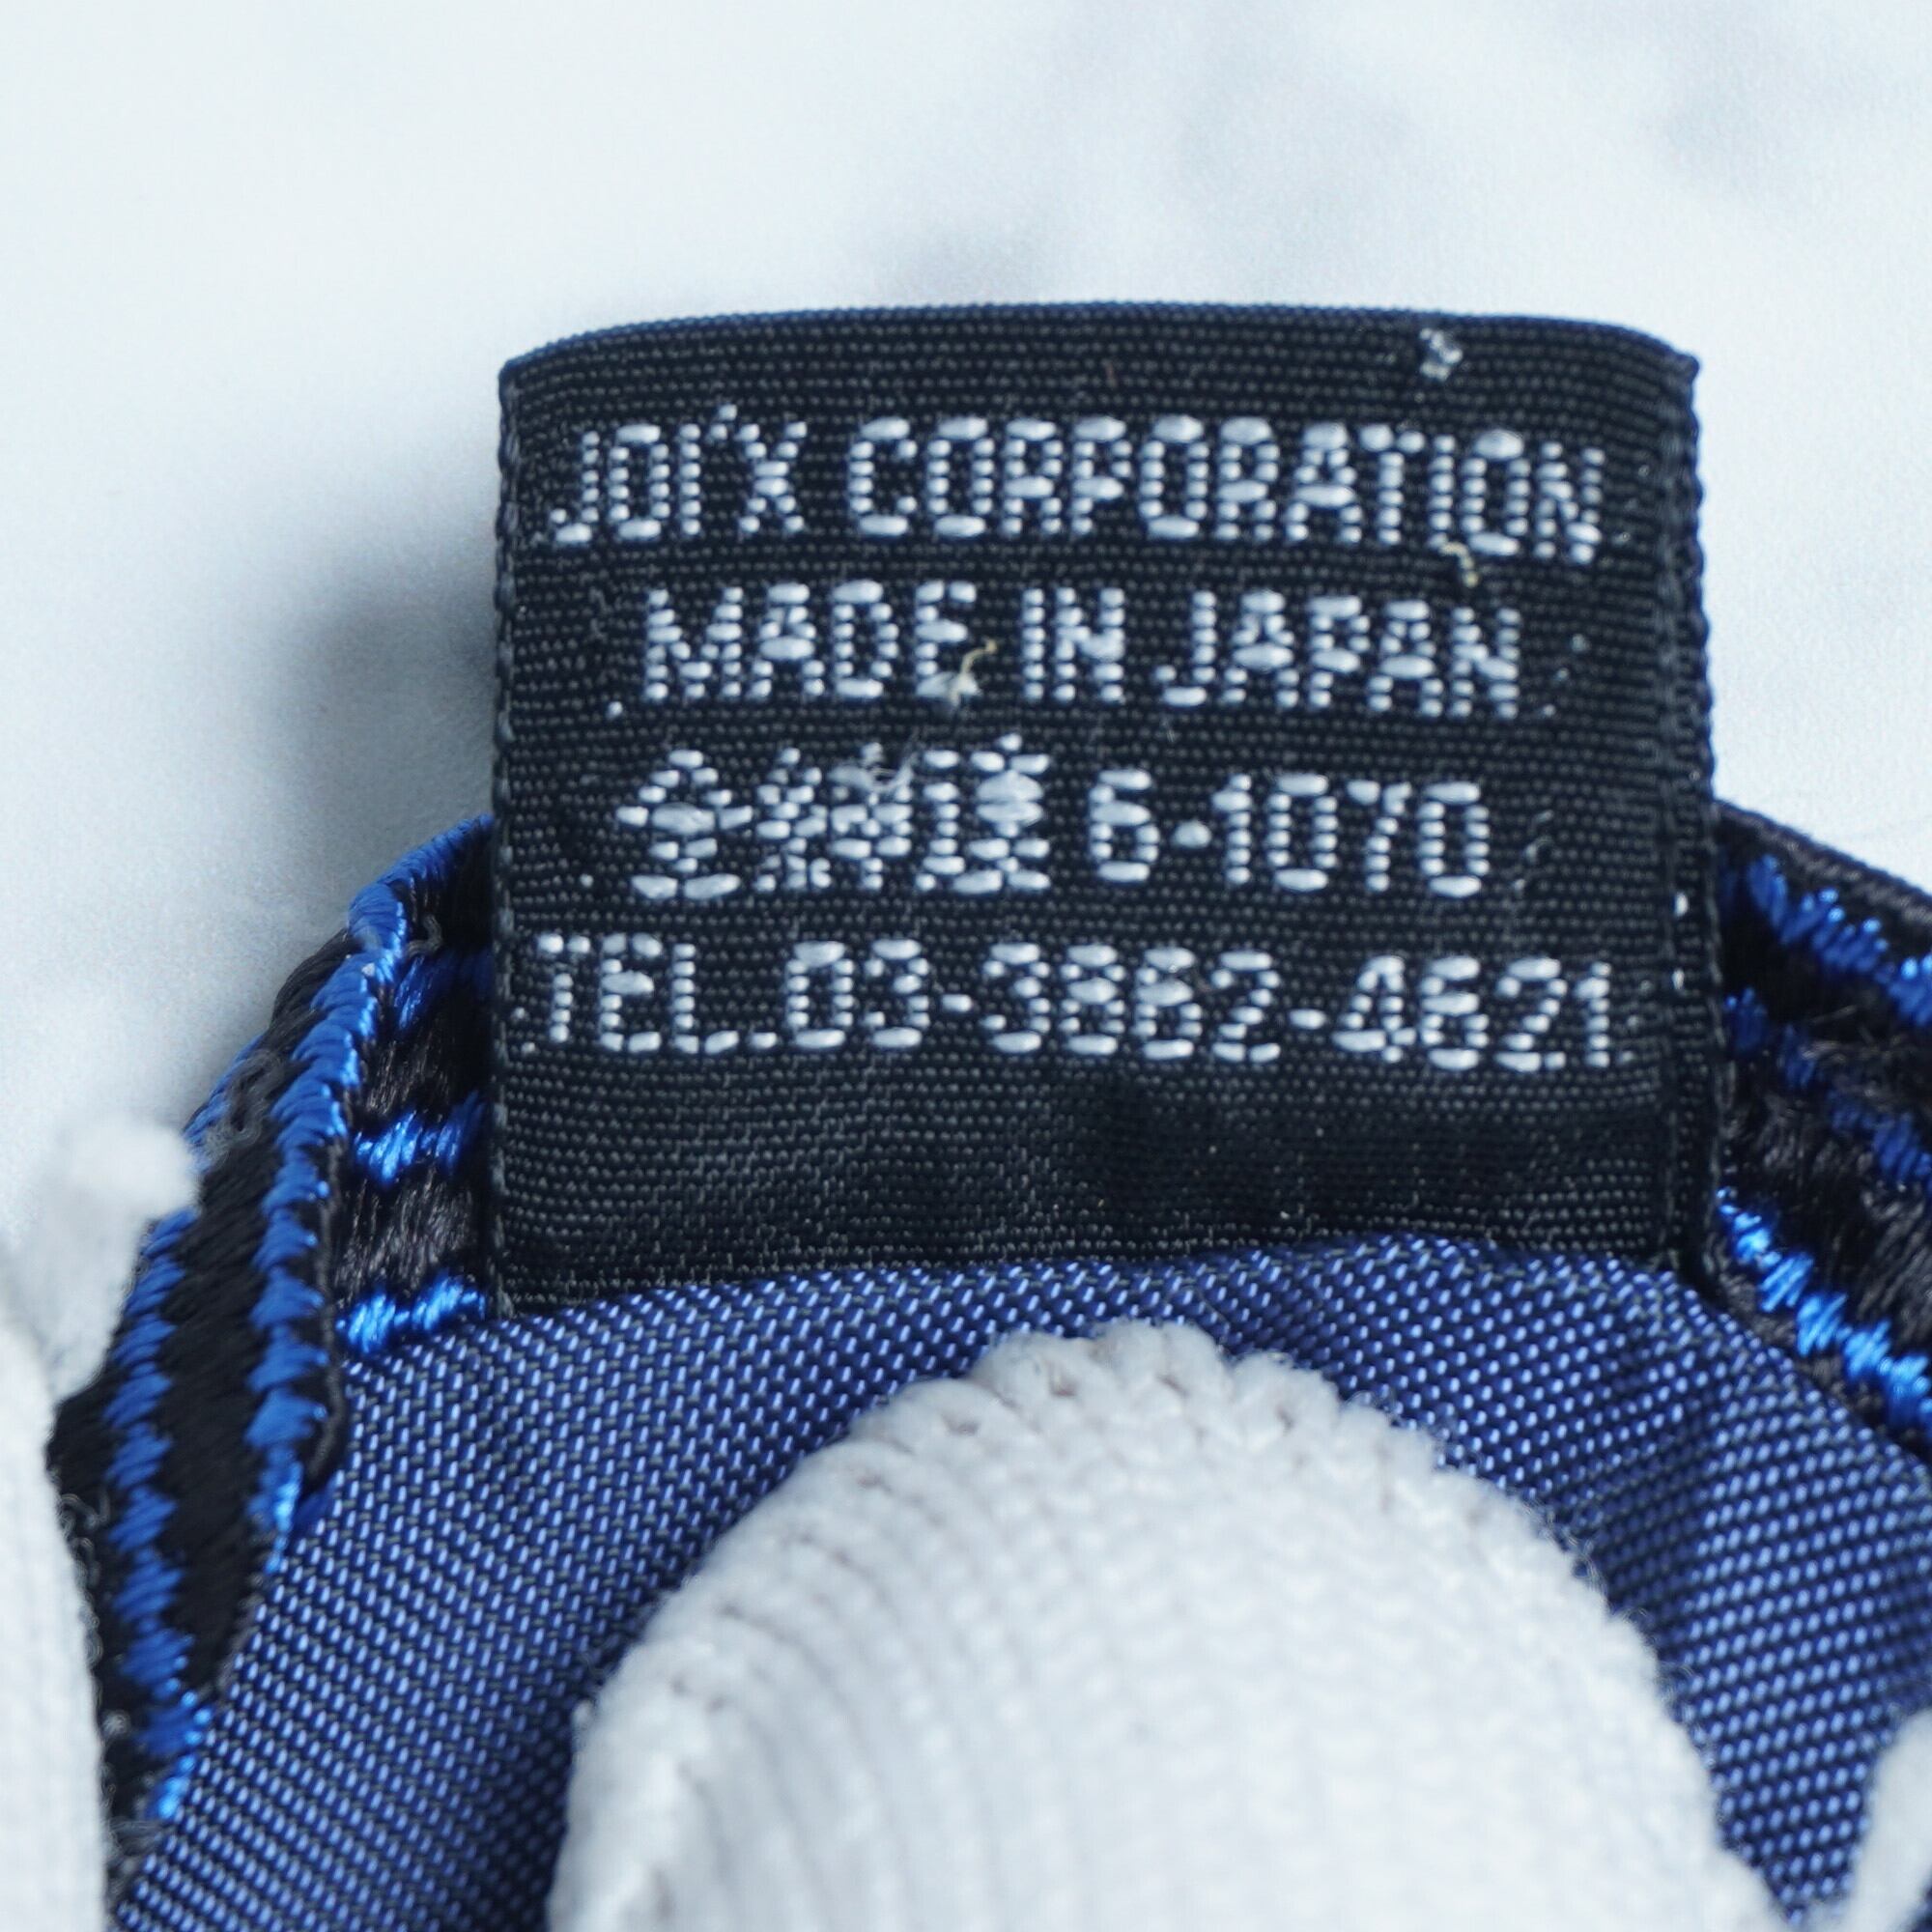 JOI'X CORPORATION
MADE IN JAPAN
6-1070
TEL.03-3862-4621